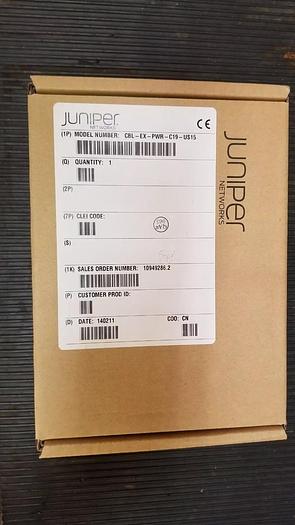 JUNIPER
NETWORKS
CE
(1P) MODEL NUMBER: CBL-EX-PWR-C19-US15
(Q) QUANTITY: 1
(2P)
(7P) CLEI CODE:
(S)
(1K) SALES ORDER NUMBER: 10949286.2
(P) CUSTOMER PROD ID:
(D) DATE: 140211 COO: CN
JUNIPER
NETWORKS